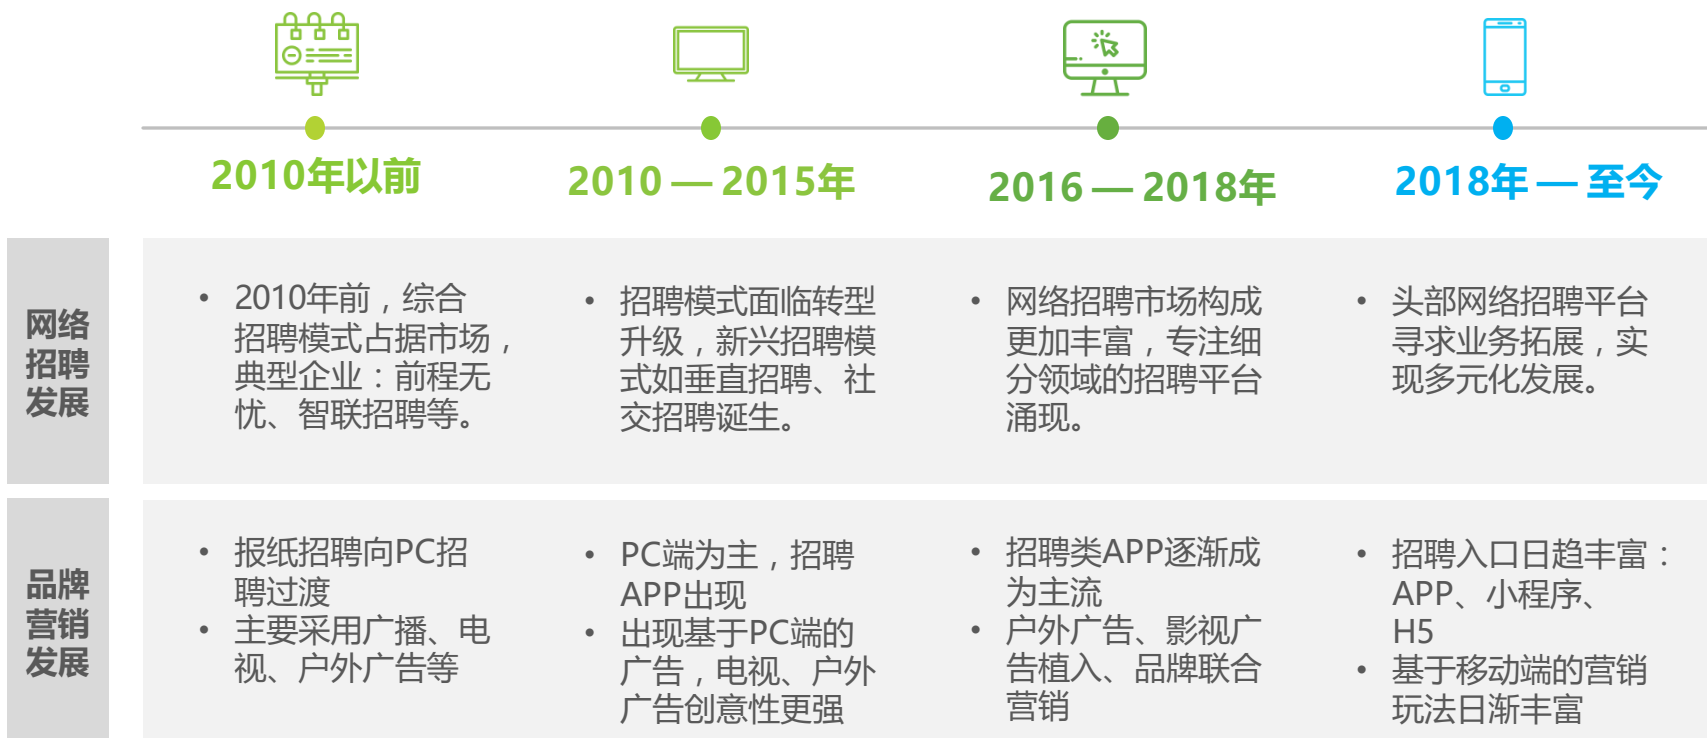 2010年以前
2010 — 2015年
2016 — 2018年
2018年 — 至今
网络
招聘
发展
• 2010年前，综合
招聘模式占据市场，
典型企业：前程无
忧、智联招聘等。
• 招聘模式面临转型
升级，新兴招聘模
式如垂直招聘、社
交招聘诞生。
• 网络招聘市场构成
更加丰富，专注细
分领域的招聘平台
涌现。
• 头部网络招聘平台
寻求业务拓展，实
现多元化发展。
品牌
营销
发展
• 报纸招聘向PC招
聘过渡
• 主要采用广播、电
视、户外广告等
• PC端为主，招聘
APP出现
• 出现基于PC端的
广告，电视、户外
广告创意性更强
• 招聘类APP逐渐成
为主流
• 户外广告、影视广
告植入、品牌联合
营销
• 招聘入口日趋丰富：
APP、小程序、
H5
• 基于移动端的营销
玩法日渐丰富